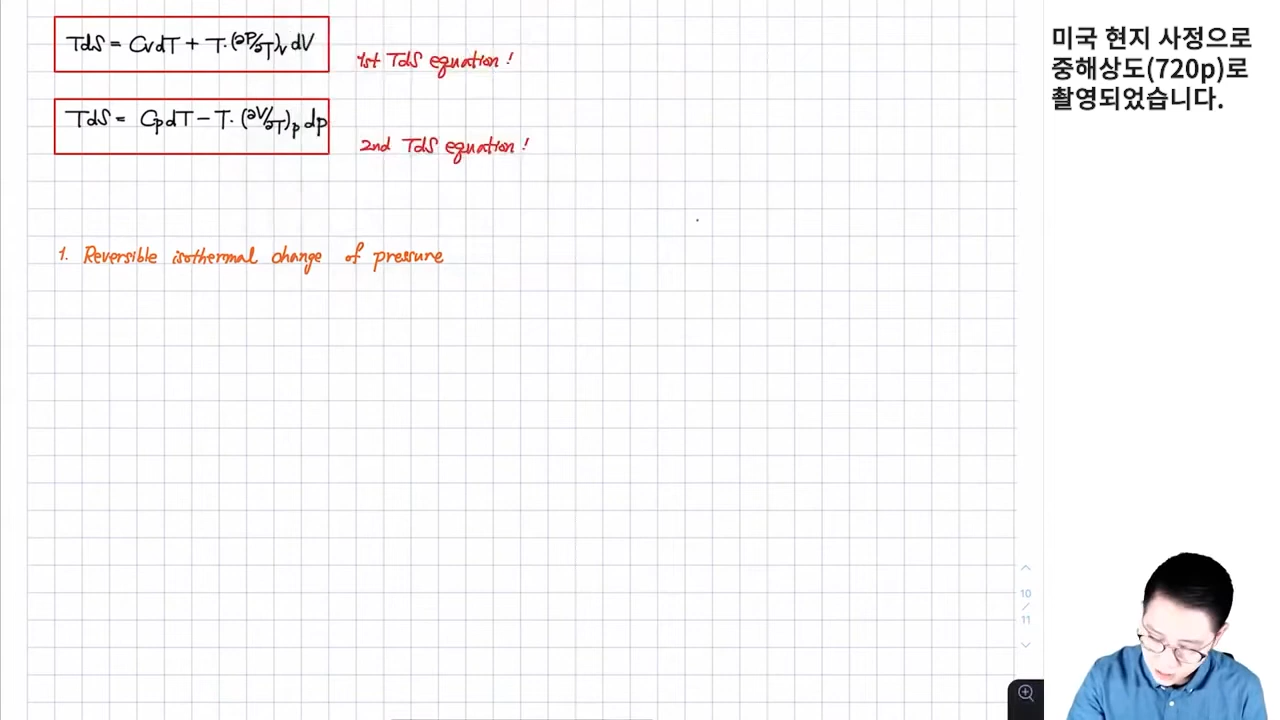 TdS = CvdT + T·(∂P/∂T)v dV
1st TdS equation!
TdS = CpdT - T·(∂V/∂T)p dp
2nd TdS equation!
1. Reversible isothermal change of pressure
미국 현지 사정으로
중해상도(720p)로
촬영되었습니다.
10
/
11